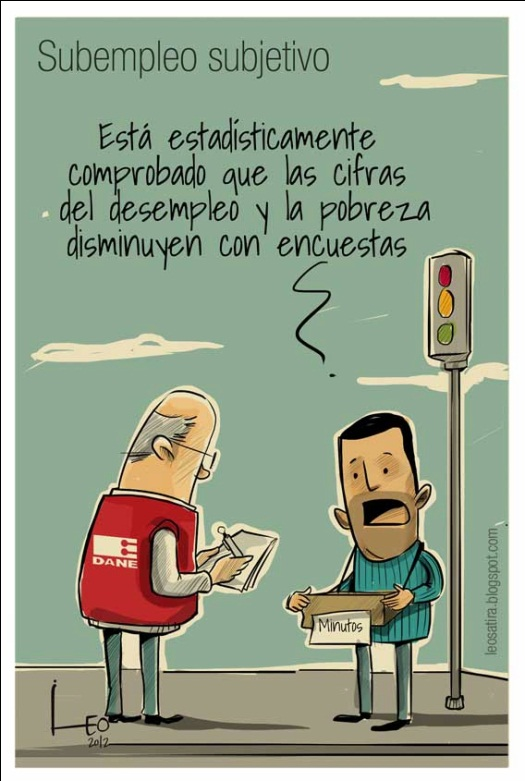 Subempleo subjetivo
Está estadísticamente
comprobado que las cifras
del desempleo y la pobreza
disminuyen con encuestas
DANE
Minutos
leosatira.blogspot.com
LEO
2012